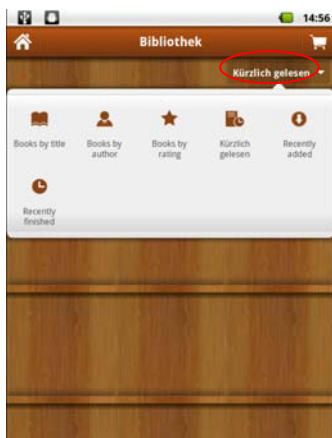 14:56
Bibliothek
Kürzlich gelesen
Books by title
Books by
author
Books by
rating
Kürzlich
gelesen
Recently
added
Recently
finished